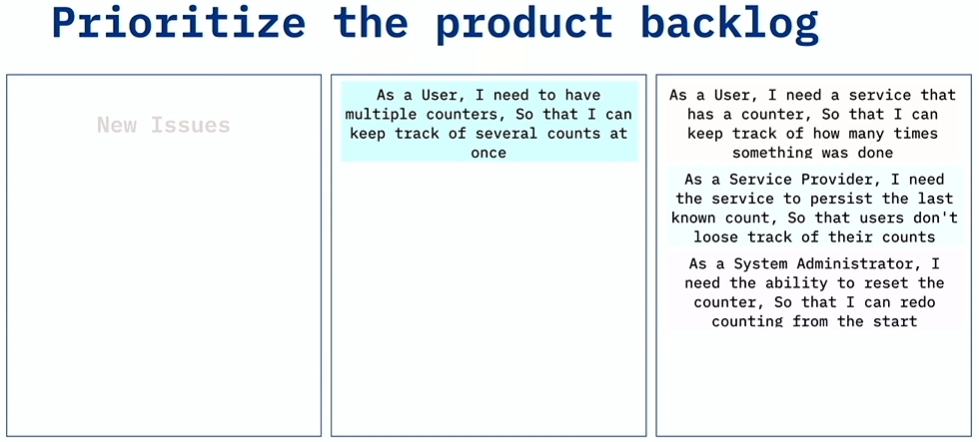 Prioritize the product backlog
New Issues
As a User, I need to have
multiple counters, So that I can
keep track of several counts at
once
As a User, I need a service that
has a counter, So that I can
keep track of how many times
something was done
As a Service Provider, I need
the service to persist the last
known count, So that users don't
loose track of their counts
As a System Administrator, I
need the ability to reset the
counter, So that I can redo
counting from the start